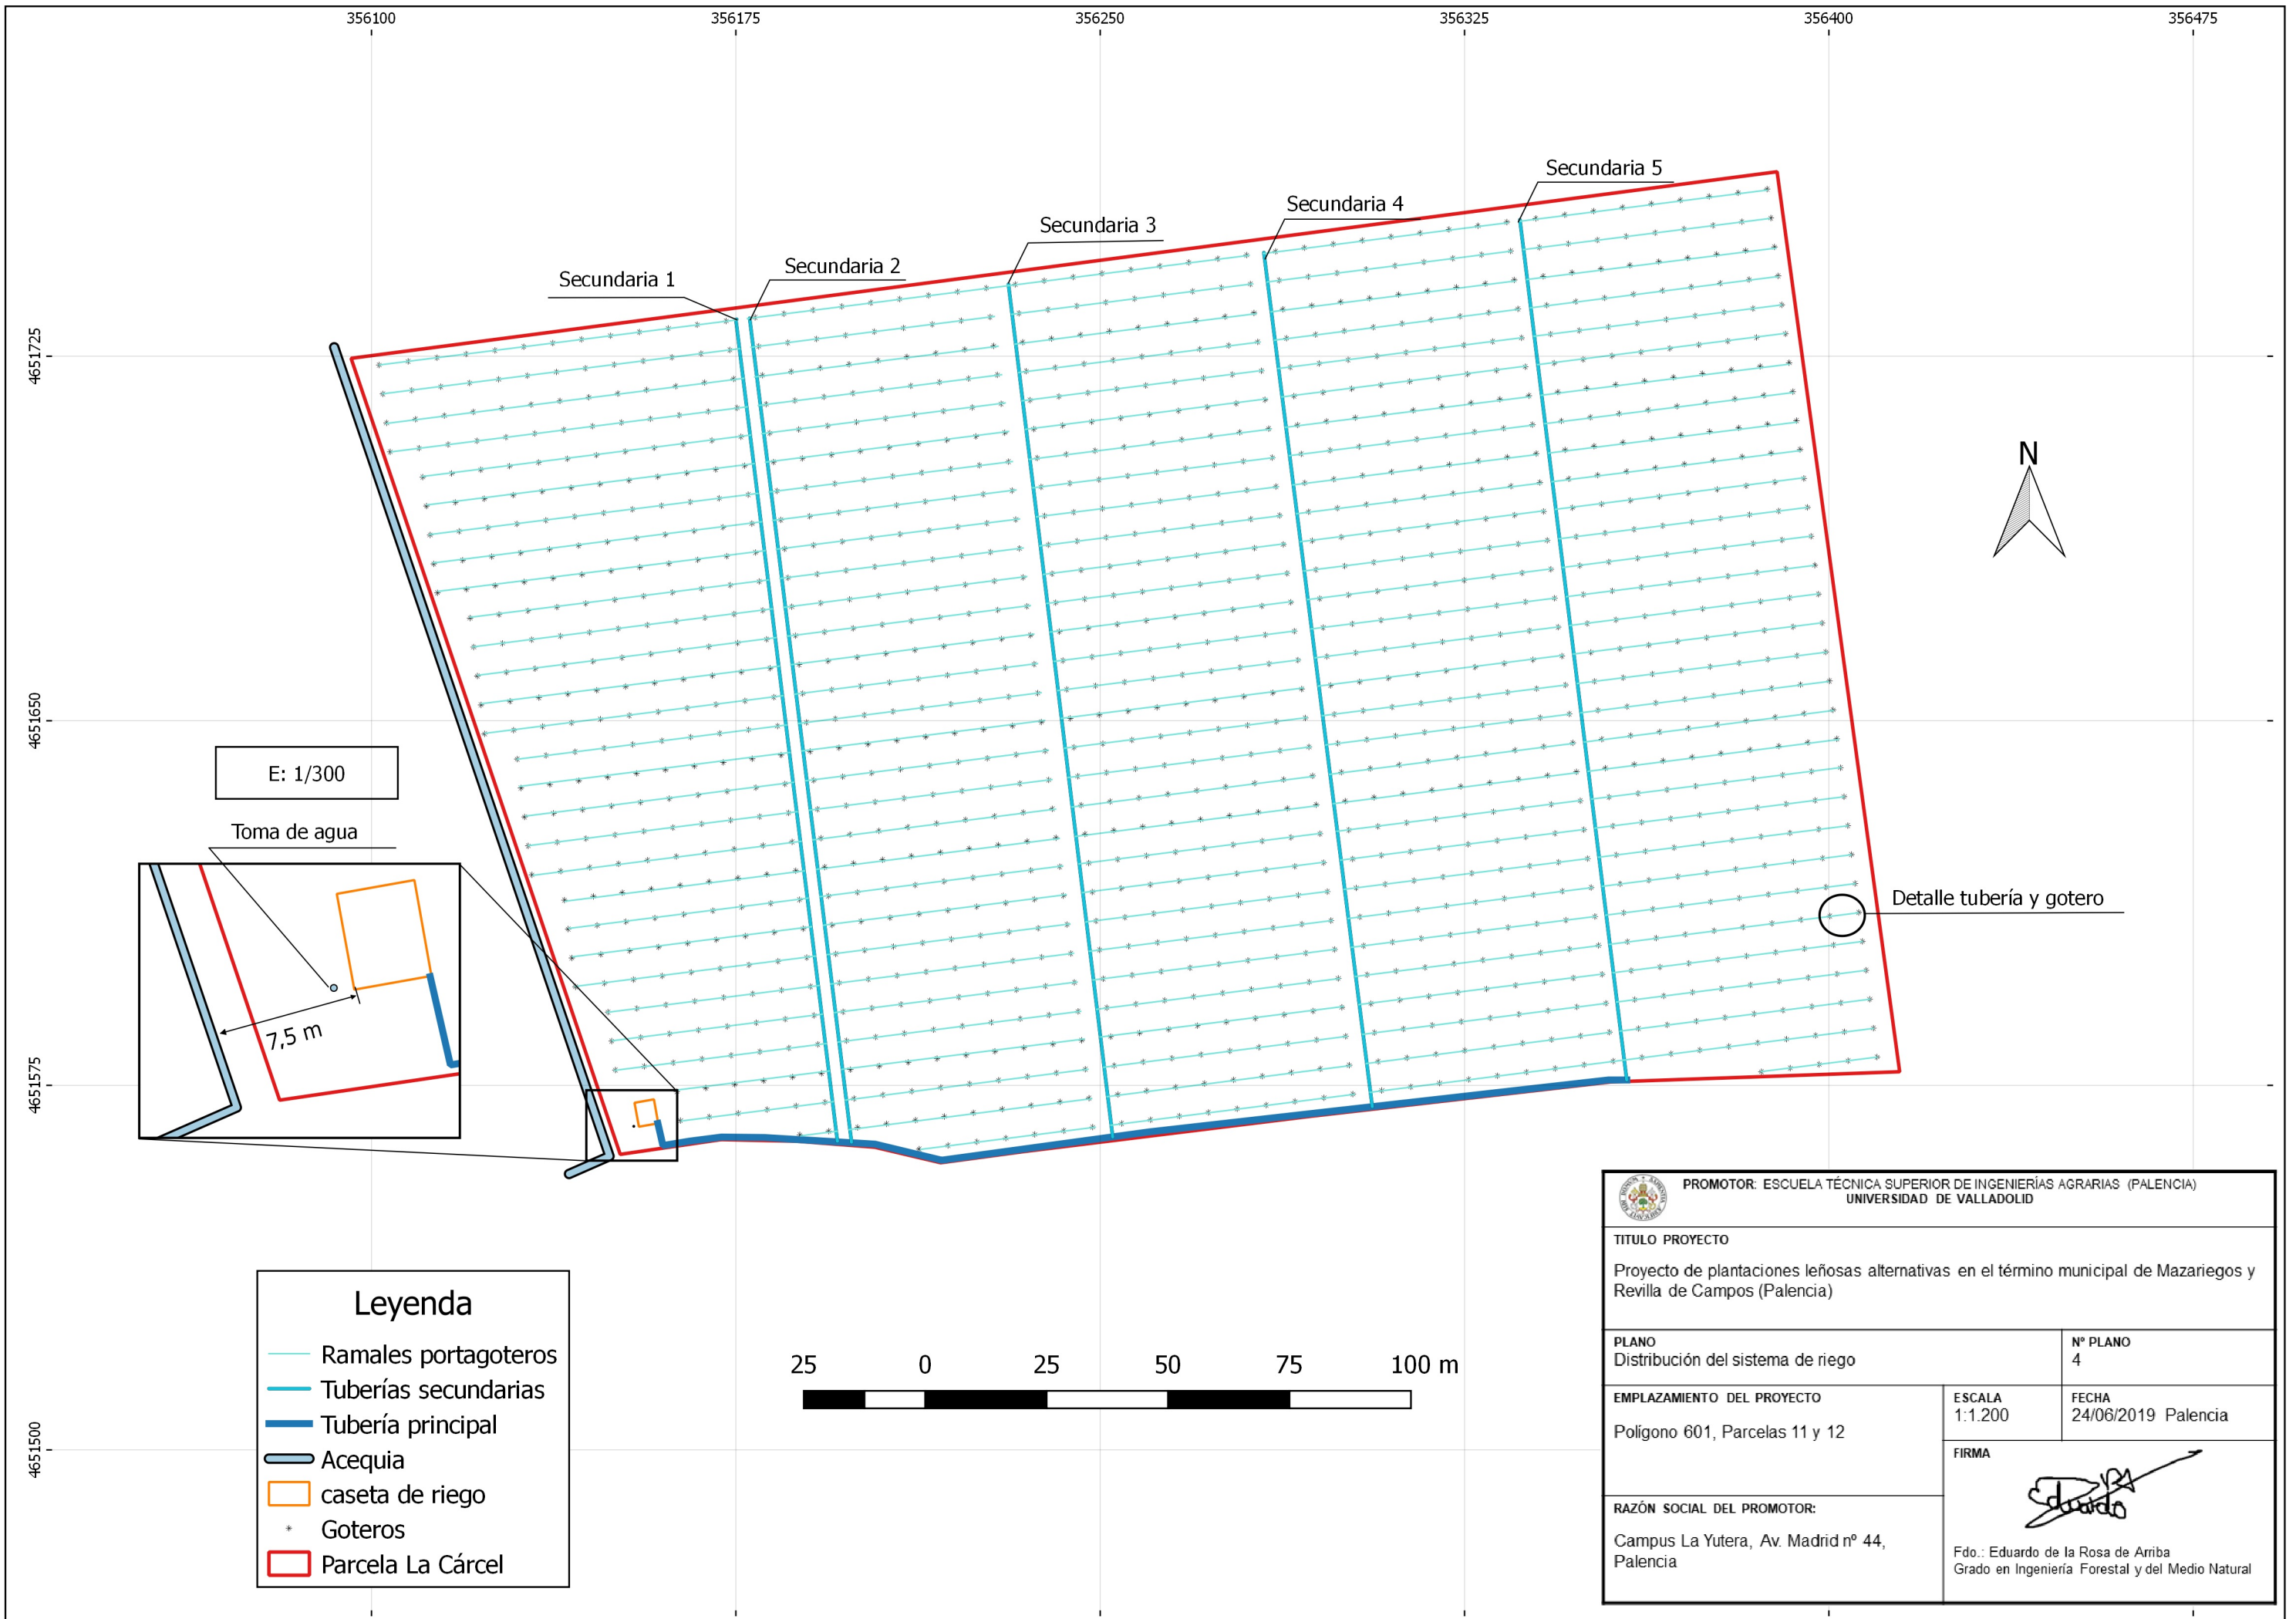 356100
356175
356250
356325
356400
356475
4651725
4651650
4651575
4651500
Secundaria 1
Secundaria 2
Secundaria 3
Secundaria 4
Secundaria 5
N
E: 1/300
Toma de agua
7,5 m
Detalle tubería y gotero
Leyenda
Ramales portagoteros
Tuberías secundarias
Tubería principal
Acequia
caseta de riego
Goteros
Parcela La Cárcel
25 0 25 50 75 100 m
PROMOTOR: ESCUELA TÉCNICA SUPERIOR DE INGENIERÍAS AGRARIAS (PALENCIA)
UNIVERSIDAD DE VALLADOLID
TITULO PROYECTO
Proyecto de plantaciones leñosas alternativas en el término municipal de Mazariegos y
Revilla de Campos (Palencia)
PLANO
Distribución del sistema de riego
Nº PLANO
4
EMPLAZAMIENTO DEL PROYECTO
Polígono 601, Parcelas 11 y 12
ESCALA
1:1.200
FECHA
24/06/2019 Palencia
FIRMA
Eduardo
RAZÓN SOCIAL DEL PROMOTOR:
Campus La Yutera, Av. Madrid nº 44,
Palencia
Fdo.: Eduardo de la Rosa de Arriba
Grado en Ingeniería Forestal y del Medio Natural